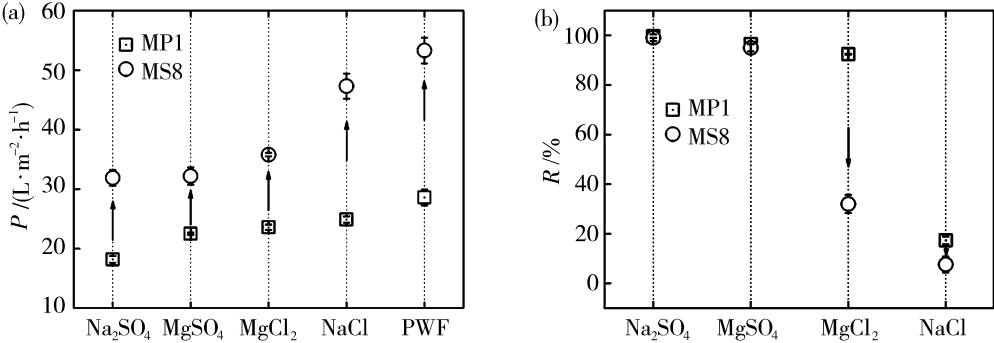 (a)
60
50
40
30
20
10
P /(L·m⁻²·h⁻¹)
MP1
MS8
Na₂SO₄ MgSO₄ MgCl₂ NaCl PWF
(b)
100
80
60
40
20
0
R /%
MP1
MS8
Na₂SO₄ MgSO₄ MgCl₂ NaCl